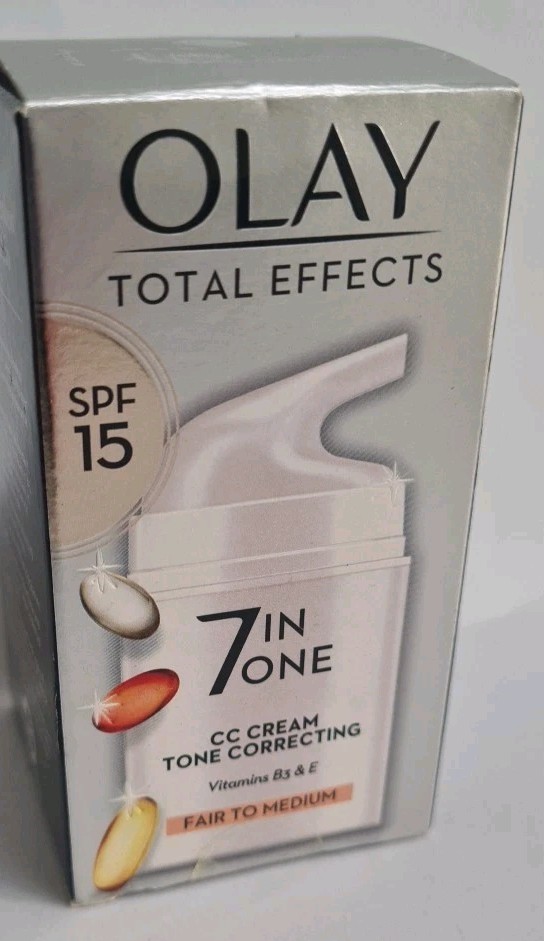 OLAY
TOTAL EFFECTS
SPF
15
7 IN
ONE
CC CREAM
TONE CORRECTING
Vitamins B3 & E
FAIR TO MEDIUM